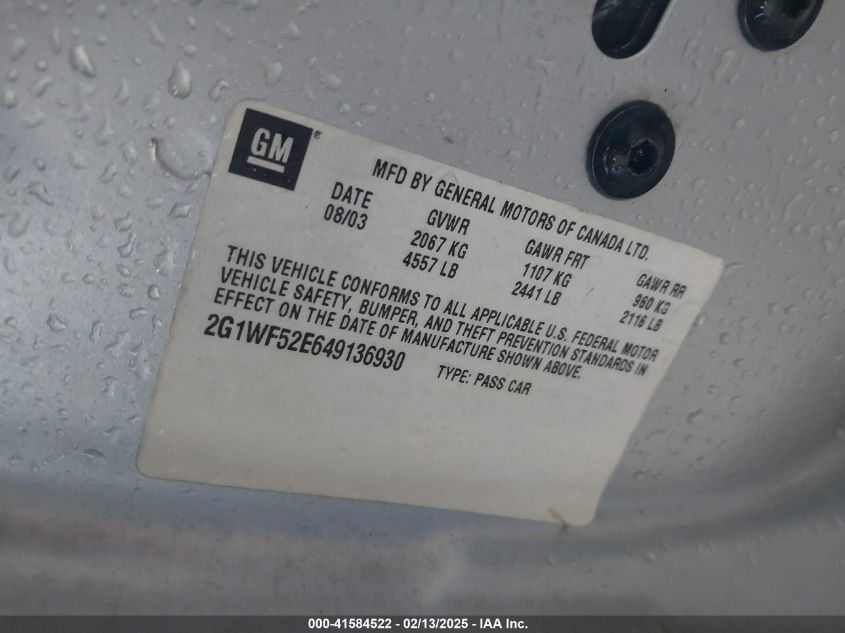 GM
MFD BY GENERAL MOTORS OF CANADA LTD.
DATE GVWR GAWR FRT GAWR RR
08/03 2067 KG 1107 KG 960 KG
4557 LB 2441 LB 2116 LB
THIS VEHICLE CONFORMS TO ALL APPLICABLE U.S. FEDERAL MOTOR
VEHICLE SAFETY, BUMPER, AND THEFT PREVENTION STANDARDS IN
EFFECT ON THE DATE OF MANUFACTURE SHOWN ABOVE.
2G1WF52E649136930 TYPE: PASS CAR
000-41584522 - 02/13/2025 - IAA Inc.